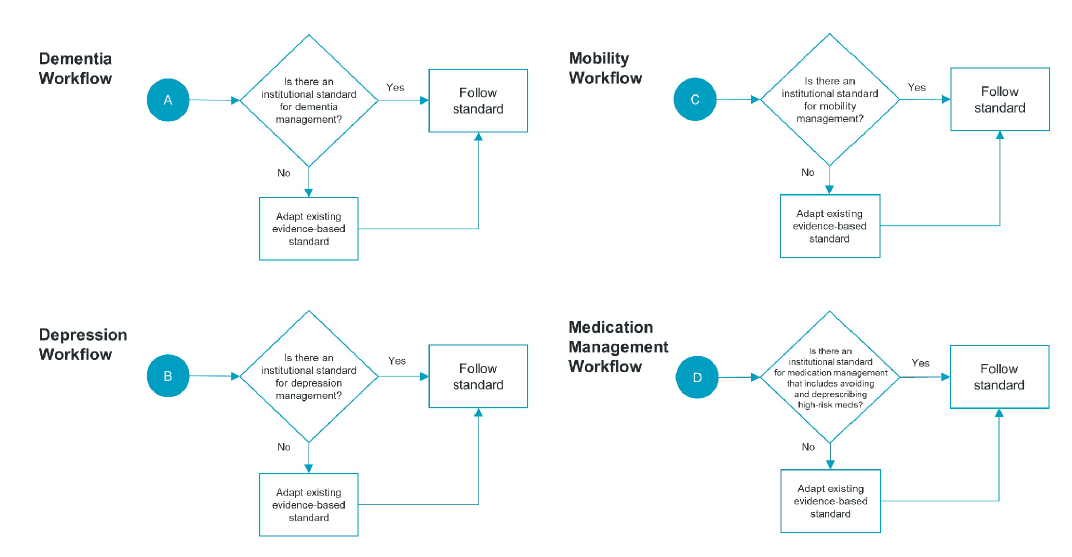 Dementia
Workflow
A
Is there an
institutional standard
for dementia
management?
Yes
Follow
standard
No
Adapt existing
evidence-based
standard
Mobility
Workflow
C
Is there an
institutional standard
for mobility
management?
Yes
Follow
standard
No
Adapt existing
evidence-based
standard
Depression
Workflow
B
Is there an
institutional standard
for depression
management?
Yes
Follow
standard
No
Adapt existing
evidence-based
standard
Medication
Management
Workflow
D
Is there an
institutional standard
for medication management
that includes avoiding
and deprescribing
high-risk meds?
Yes
Follow
standard
No
Adapt existing
evidence-based
standard